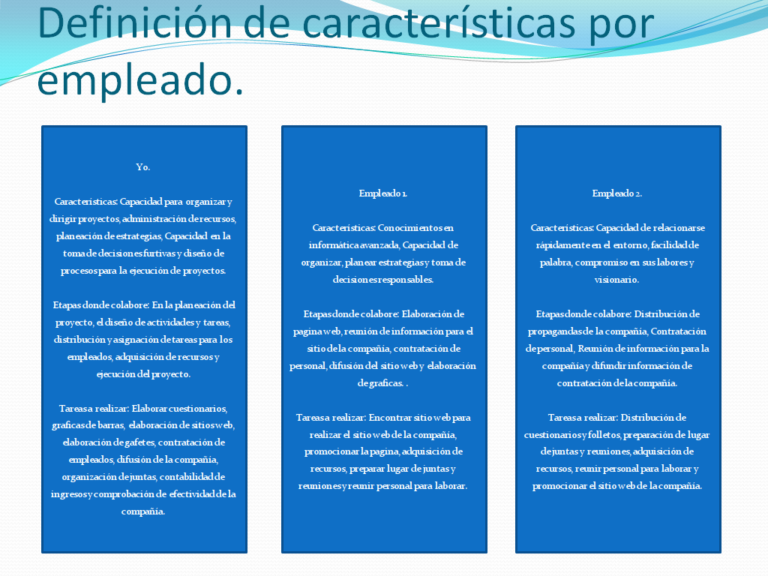 Definición de características por
empleado.
Yo.
Características: Capacidad para organizar y
dirigir proyectos, administración de recursos,
planeación de estrategias, Capacidad en la
toma de decisiones furtivas y diseño de
procesos para la ejecución de proyectos.
Etapas donde colabore: En la planeación del
proyecto, el diseño de actividades y tareas,
distribución y asignación de tareas para los
empleados, adquisición de recursos y
ejecución del proyecto.
Tareas a realizar: Elaborar cuestionarios,
graficas de barras, elaboración de sitios web,
elaboración de gafetes, contratación de
empleados, difusión de la compañía,
organización de juntas, contabilidad de
ingresos y comprobación de efectividad de la
compañía.
Empleado 1.
Características: Conocimientos en
informática avanzada, Capacidad de
organizar, planear estrategias y toma de
decisiones responsables.
Etapas donde colabore: Elaboración de
pagina web, reunión de información para el
sitio de la compañía, contratación de
personal, difusión del sitio web y elaboración
de graficas. .
Tareas a realizar: Encontrar sitio web para
realizar el sitio web de la compañía,
promocionar la pagina, adquisición de
recursos, preparar lugar de juntas y
reuniones y reunir personal para laborar.
Empleado 2.
Características: Capacidad de relacionarse
rápidamente en el entorno, facilidad de
palabra, compromiso en sus labores y
visionario.
Etapas donde colabore: Distribución de
propagandas de la compañía, Contratación
de personal, Reunión de información para la
compañía y difundir información de
contratación de la compañía.
Tareas a realizar: Distribución de
cuestionarios y folletos, preparación de lugar
de juntas y reuniones, adquisición de
recursos, reunir personal para laborar y
promocionar el sitio web de la compañía.